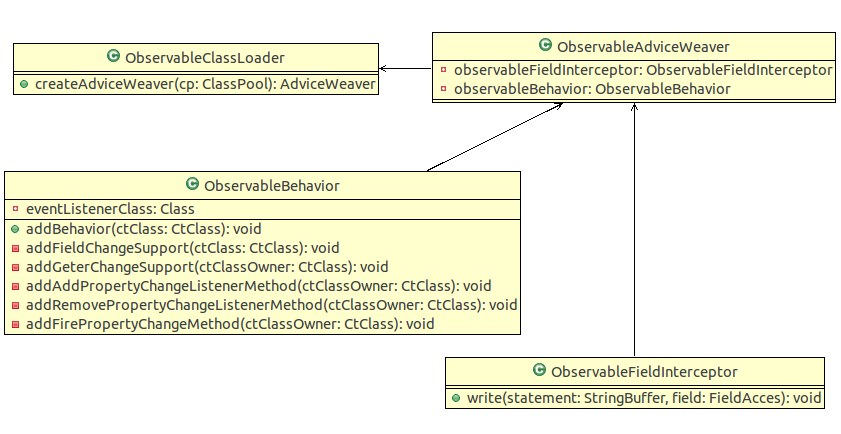 C ObservableClassLoader
createAdviceWeaver(cp: ClassPool): AdviceWeaver
C ObservableAdviceWeaver
observableFieldInterceptor: ObservableFieldInterceptor
observableBehavior: ObservableBehavior
C ObservableBehavior
eventListenerClass: Class
addBehavior(ctClass: CtClass): void
addFieldChangeSupport(ctClass: CtClass): void
addGeterChangeSupport(ctClassOwner: CtClass): void
addAddPropertyChangeListenerMethod(ctClassOwner: CtClass): void
addRemovePropertyChangeListenerMethod(ctClassOwner: CtClass): void
addFirePropertyChangeMethod(ctClassOwner: CtClass): void
C ObservableFieldInterceptor
write(statement: StringBuffer, field: FieldAcces): void